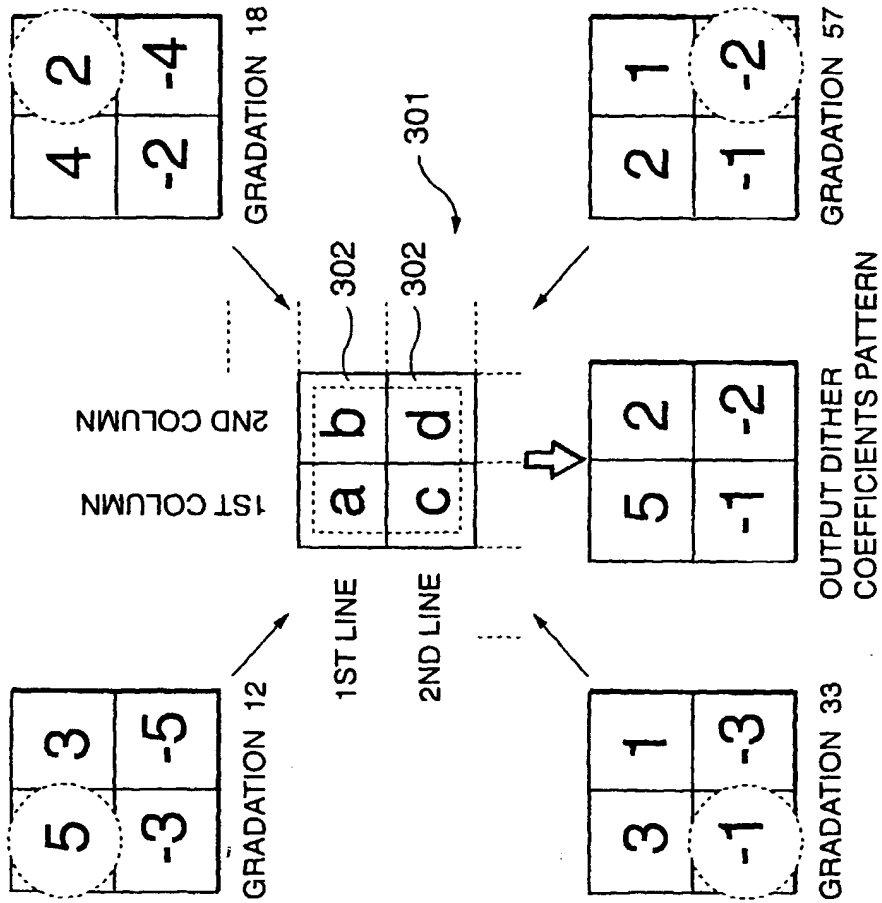 5 3
-3 -5
GRADATION 12
4 2
-2 -4
GRADATION 18
1ST COLUMN
2ND COLUMN
1ST LINE
a b
302
2ND LINE
c d
302
301
3 1
-1 -3
GRADATION 33
5 2
-1 -2
OUTPUT DITHER
COEFFICIENTS PATTERN
2 1
-1 -2
GRADATION 57